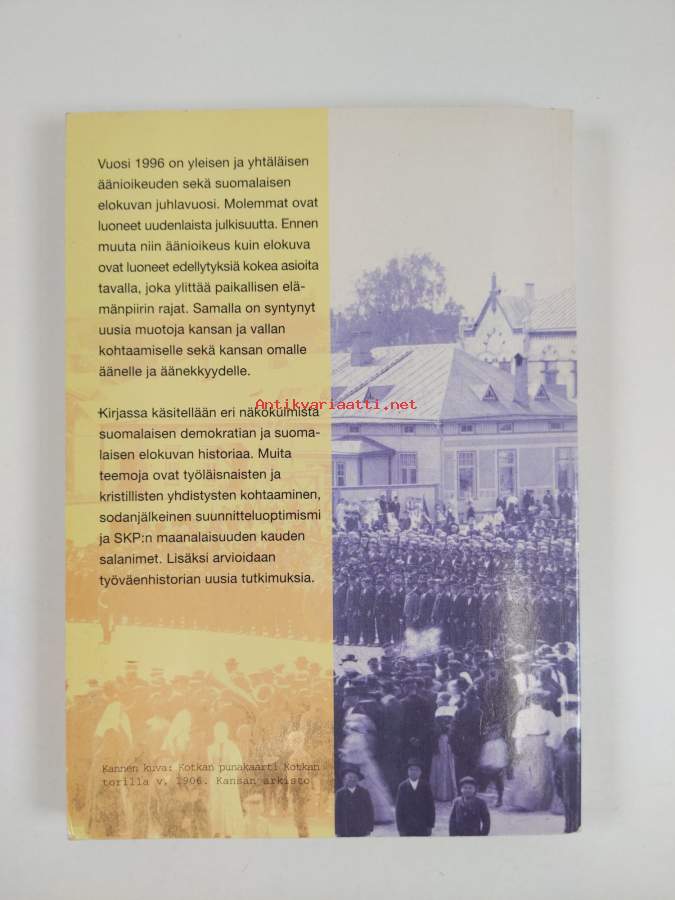 Vuosi 1996 on yleisen ja yhtäläisen
äänioikeuden sekä suomalaisen
elokuvan juhlavuosi. Molemmat ovat
luoneet uudenlaista julkisuutta. Ennen
muuta niin äänioikeus kuin elokuva
ovat luoneet edellytyksiä kokea asioita
tavalla, joka ylittää paikallisen elä-
mänpiirin rajat. Samalla on syntynyt
uusia muotoja kansan ja vallan
kohtaamiselle sekä kansan omalle
äänelle ja äänekkyydelle.
Antikvariaatti.net
Kirjassa käsitellään eri näkökulmista
suomalaisen demokratian ja suoma-
laisen elokuvan historiaa. Muita
teemoja ovat työläisnaisten ja
kristillisten yhdistysten kohtaaminen,
sodanjälkeinen suunnitteluoptimismi
ja SKP:n maanalaisuuden kauden
salanimet. Lisäksi arvioidaan
työväenhistorian uusia tutkimuksia.
Kannen kuva: Kotkan punakaarti Kotkan
torilla v. 1906. Kansan arkisto